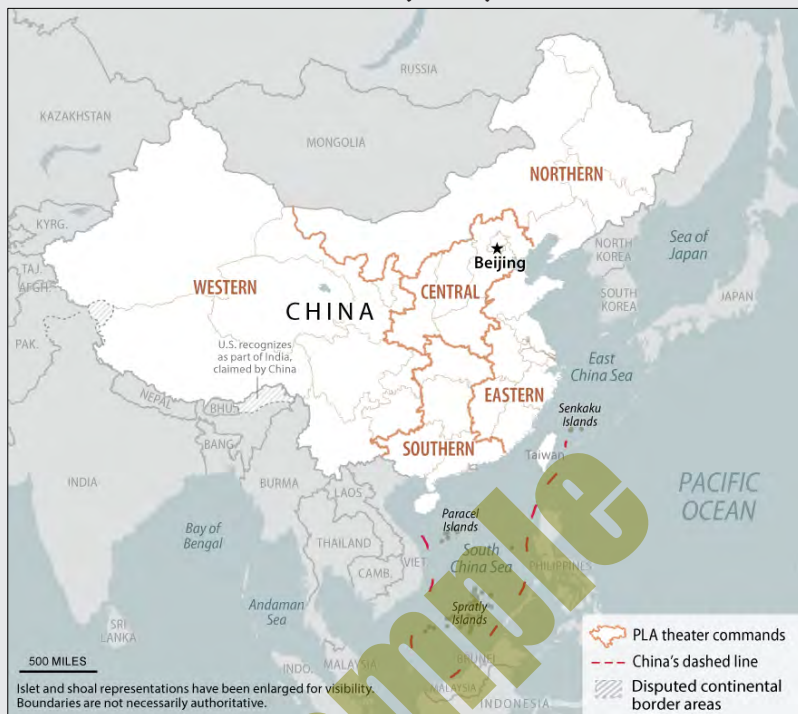 RUSSIA
KAZAKHSTAN
MONGOLIA
NORTHERN
KYRG.
NORTH
KOREA
Sea of
Japan
Beijing
TAJ.
AFGH.
WESTERN
CENTRAL
CHINA
SOUTH
KOREA
JAPAN
PAK.
U.S. recognizes
as part of India,
claimed by China
East
China Sea
NEPAL
BHU.
EASTERN
Senkaku
Islands
BANG.
SOUTHERN
Taiwan
INDIA
BURMA
PACIFIC
OCEAN
LAOS
Paracel
Islands
Bay of
Bengal
THAILAND
VIET.
South
China Sea
PHILIPPINES
CAMB.
Andaman
Sea
Spratly
Islands
SRI
LANKA
PLA theater commands
500 MILES
INDO.
MALAYSIA
BRUNEI
China's dashed line
Islet and shoal representations have been enlarged for visibility.
Boundaries are not necessarily authoritative.
MALAYSIA
INDONESIA
Disputed continental
border areas
mple